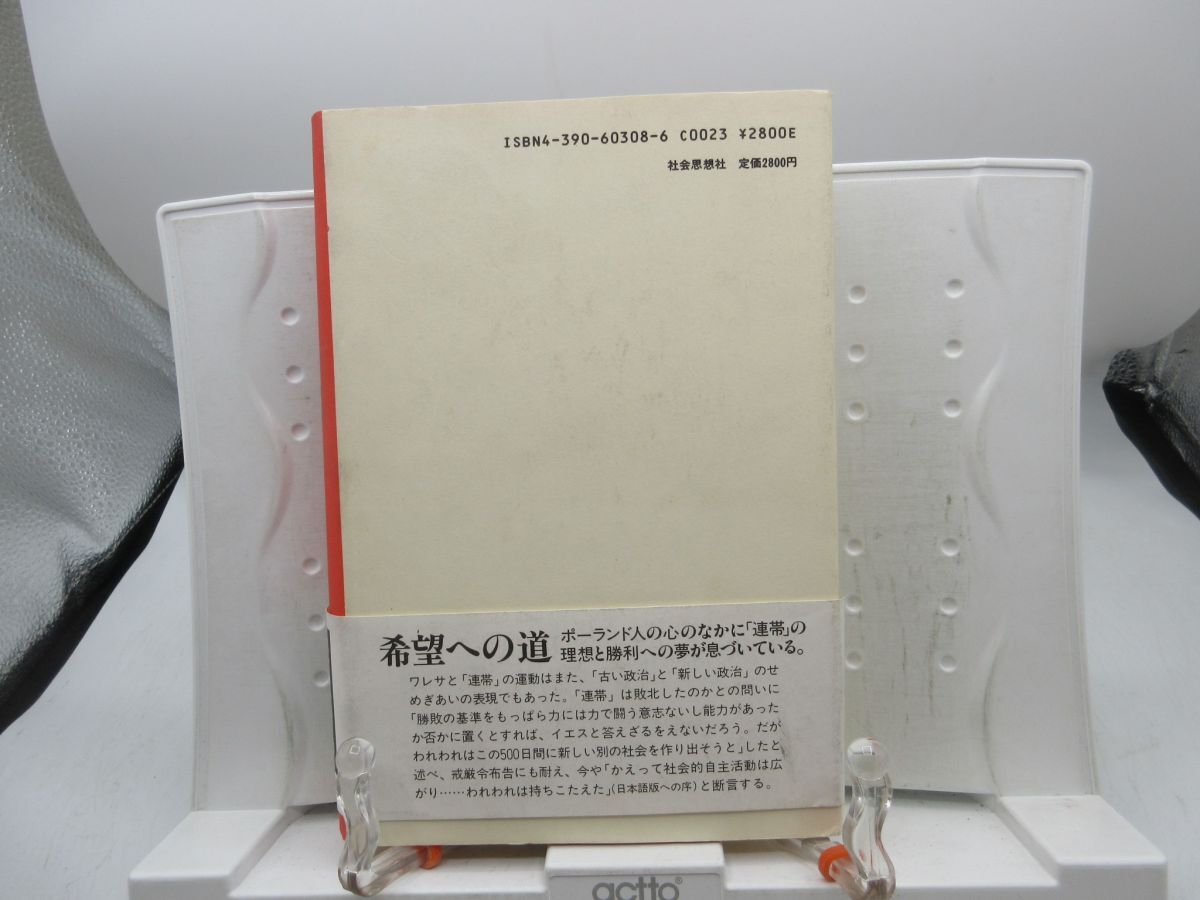 ISBN4-390-60308-6 C0023 ¥2800E
社会思想社 定価2800円
希望への道
ポーランド人の心のなかに「連帯」の
理想と勝利への夢が息づいている。
ワレサと「連帯」の運動はまた、「古い政治」と「新しい政治」のせ
めぎあいの表現でもあった。「連帯」は敗北したのかとの問いに
「勝敗の基準をもっぱら力には力で闘う意志ないし能力があった
か否かに置くとすれば、イエスと答えざるをえないだろう。だが
われわれはこの500日間に新しい別の社会を作り出そうと」したと
述べ、戒厳令布告にも耐え、今や「かえって社会的自主活動は広
がり……われわれは持ちこたえた」(日本語版への序)と断言する。
actto®